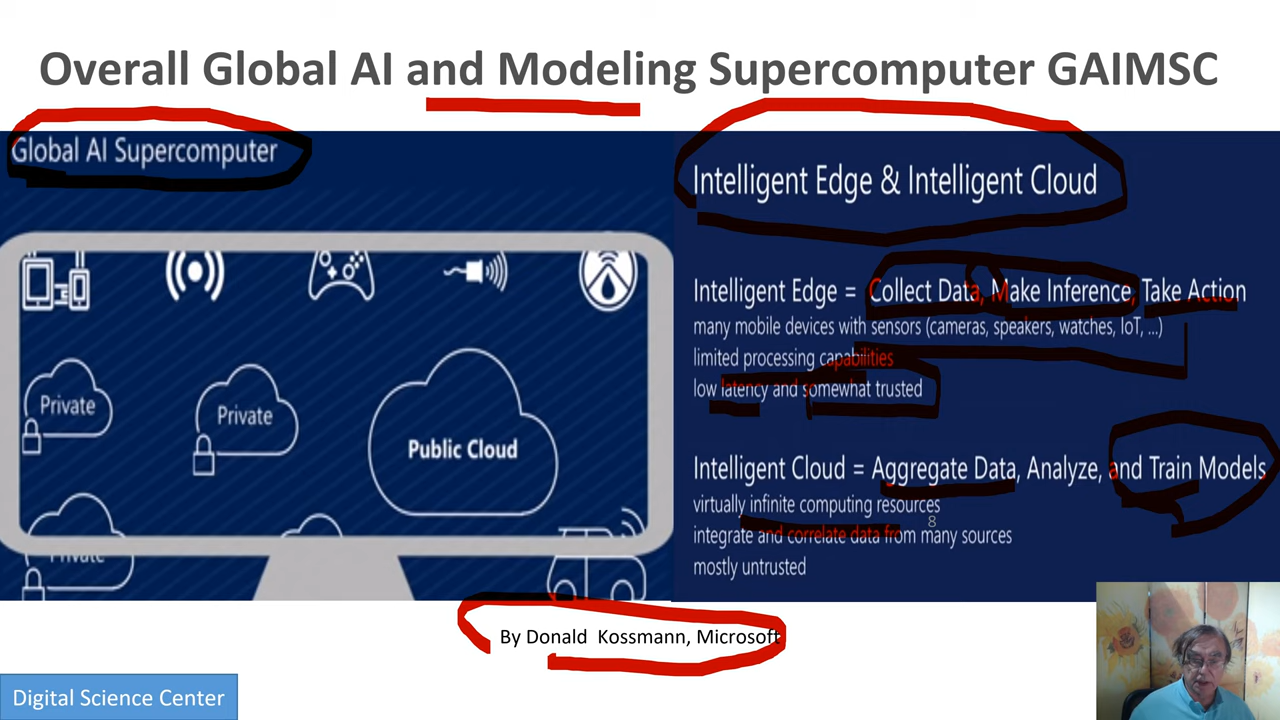 Overall Global AI and Modeling Supercomputer GAIMSC
Global AI Supercomputer
Private
Private
Public Cloud
Private
Intelligent Edge & Intelligent Cloud
Intelligent Edge = Collect Data, Make Inference, Take Action
many mobile devices with sensors (cameras, speakers, watches, IoT, ...)
limited processing capabilities
low latency and somewhat trusted
Intelligent Cloud = Aggregate Data, Analyze, and Train Models
virtually infinite computing resources
8
integrate and correlate data from many sources
mostly untrusted
By Donald Kossmann, Microsoft
Digital Science Center